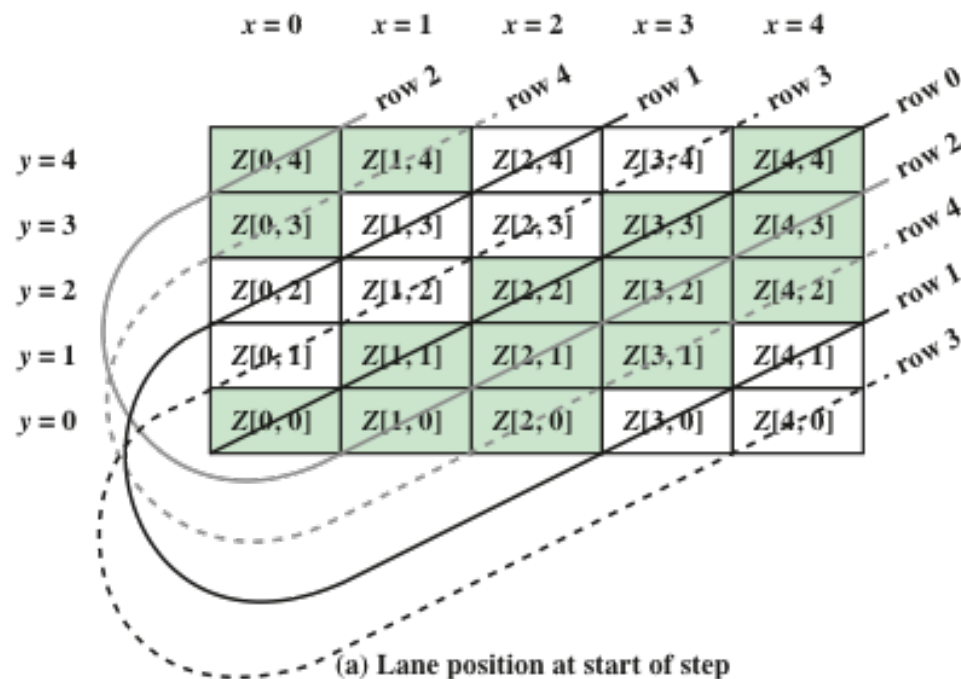 x = 0 x = 1 x = 2 x = 3 x = 4
row 2 row 4 row 1 row 3 row 0
y = 4 Z[0, 4] Z[1, 4] Z[2, 4] Z[3, 4] Z[4, 4] row 2
y = 3 Z[0, 3] Z[1, 3] Z[2, 3] Z[3, 3] Z[4, 3] row 4
y = 2 Z[0, 2] Z[1, 2] Z[2, 2] Z[3, 2] Z[4, 2] row 1
y = 1 Z[0, 1] Z[1, 1] Z[2, 1] Z[3, 1] Z[4, 1] row 3
y = 0 Z[0, 0] Z[1, 0] Z[2, 0] Z[3, 0] Z[4, 0]
(a) Lane position at start of step